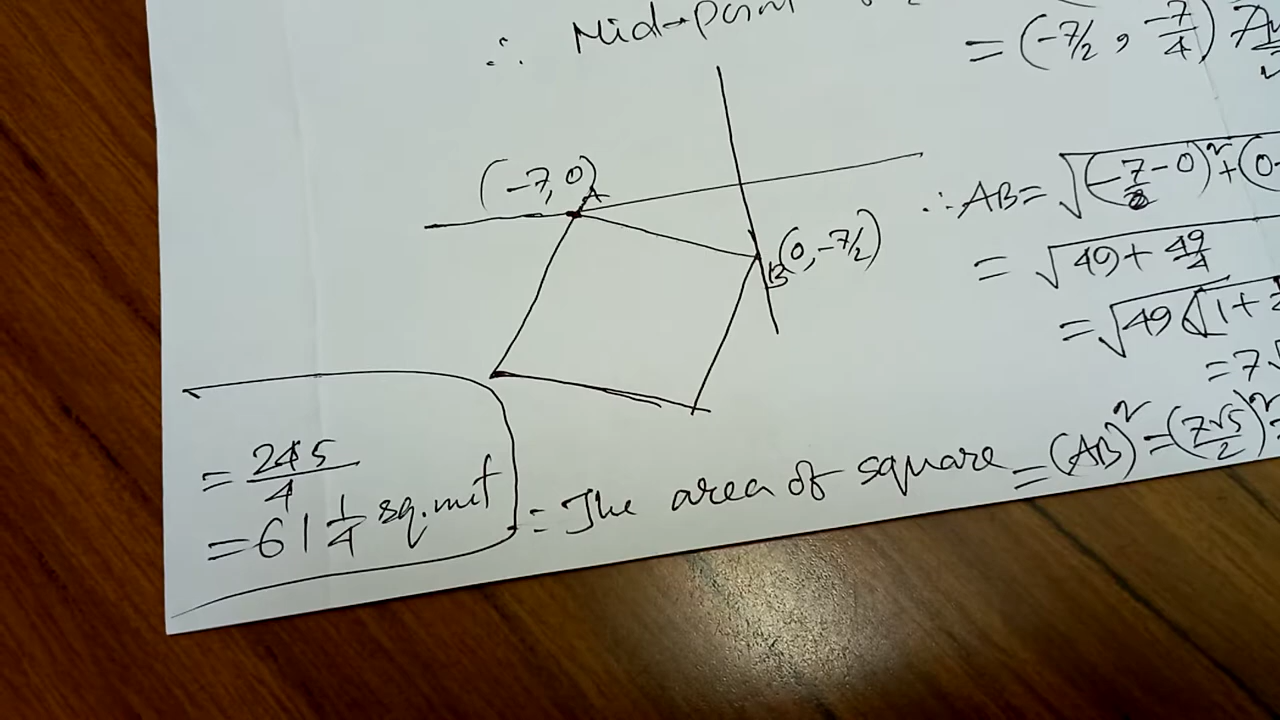 ∴ Mid-Point
= (-7/2, -7/4)
(-7, 0)
A
B (0, -7/2)
∴ AB = √(-7-0)² + (0-
= √49 + 49/4
= √49 (1 +
= 7√
= The area of square = (AB)² = (7√5/2)² =
= 245/4
= 61 1/4 sq. unit